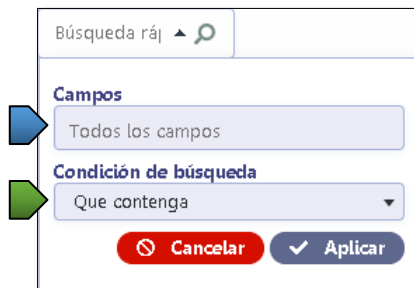 Búsqueda ráp
Campos
Todos los campos
Condición de búsqueda
Que contenga
Cancelar
Aplicar